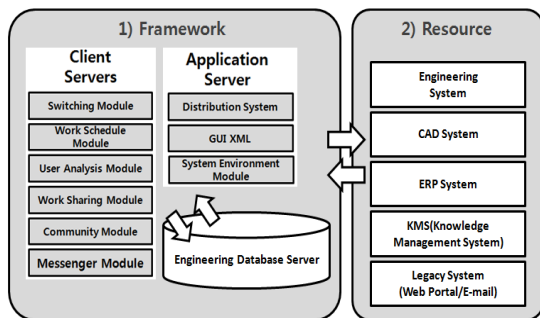 1) Framework
Client
Servers
Switching Module
Work Schedule
Module
User Analysis Module
Work Sharing Module
Community Module
Messenger Module
Application
Server
Distribution System
GUI XML
System Environment
Module
Engineering Database Server
2) Resource
Engineering
System
CAD System
ERP System
KMS(Knowledge
Management System)
Legacy System
(Web Portal/E-mail)